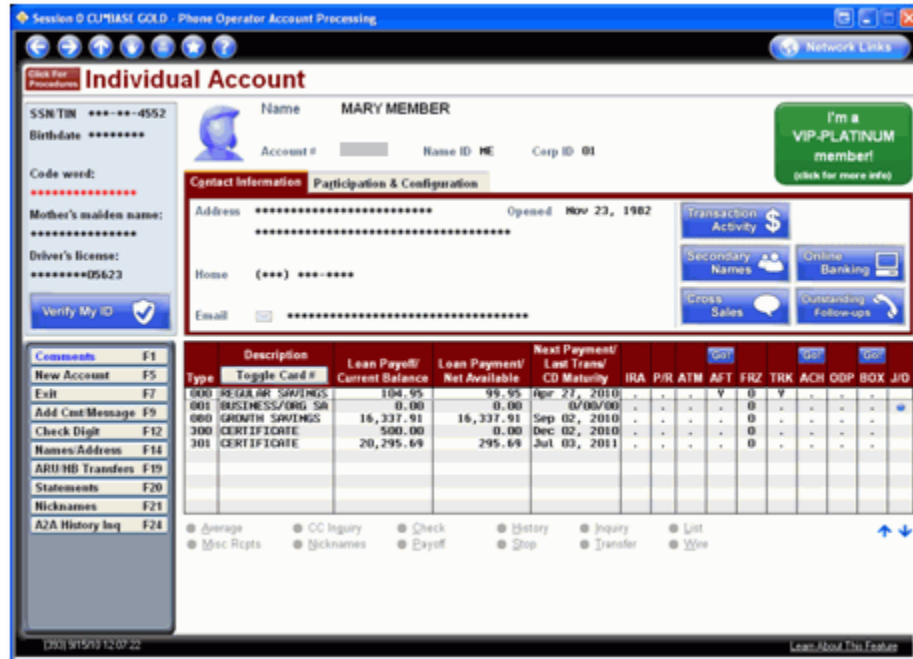 Session 0 CU*BASE GOLD - Phone Operator Account Processing
Network Links
Click For Procedures
Individual Account
SSN/TIN ***-**-4552
Birthdate ********
Code word:
***************
Mother's maiden name:
***************
Driver's license:
********05623
Verify My ID
Name MARY MEMBER
Account # Name ID ME Corp ID 01
I'm a
VIP-PLATINUM
member!
(click for more info)
Contact Information Participation & Configuration
Address ************************* Opened Nov 23, 1982
************************************
Home (***) ***-****
Email **********************************
Transaction Activity $
Secondary Names
Online Banking
Cross Sales
Outstanding Follow-ups
Comments F1
New Account F5
Exit F7
Add Cmt/Message F9
Check Digit F12
Names/Address F14
ARU/HB Transfers F19
Statements F20
Nicknames F21
A2A History Inq F24
Type Description Toggle Card # Loan Payoff/ Current Balance Loan Payment/ Net Available Next Payment/ Last Trans/ CD Maturity IRA P/R ATM Go! AFT FRZ TRK Go! ACH ODP Go! BOX J/O
000 REGULAR SAVINGS 104.95 99.95 Apr 27, 2010 . . . Y 0 Y . . .
001 BUSINESS/ORG SA 0.00 0.00 0/00/00 . . . . 0 . . . .
080 GROWTH SAVINGS 16,337.91 16,337.91 Sep 02, 2010 . . . . 0 . . . .
300 CERTIFICATE 500.00 0.00 Dec 02, 2010 . . . . 0 . . . .
301 CERTIFICATE 20,295.69 295.69 Jul 03, 2011 . . . . 0 . . . .
Average CC Inquiry Check History Inquiry List
Misc Rcpts Nicknames Payoff Stop Transfer Wire
(393) 9/15/10 12:07:22
Learn About This Feature